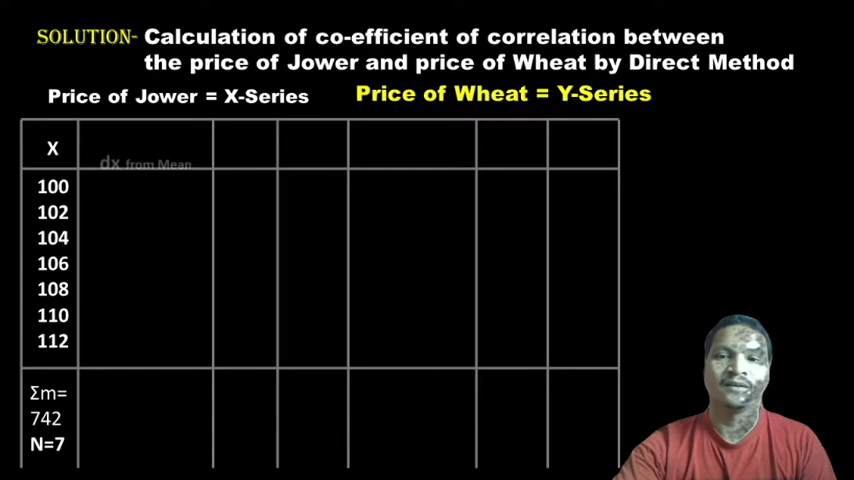 SOLUTION- Calculation of co-efficient of correlation between
the price of Jower and price of Wheat by Direct Method
Price of Jower = X-Series
Price of Wheat = Y-Series
X
dx from Mean
100
102
104
106
108
110
112
Σm=
742
N=7